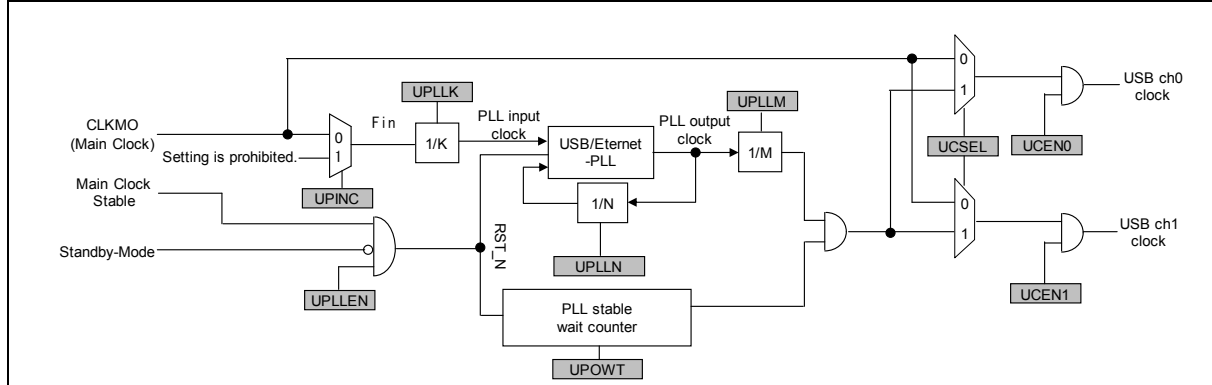 UPLLK
UPLLM
CLKMO
(Main Clock)
Setting is prohibited.
0
1
Fin
1/K
PLL input
clock
USB/Eternet
-PLL
PLL output
clock
1/M
1/N
UPINC
UPLLN
Main Clock
Stable
Standby-Mode
UPLLEN
RST_N
PLL stable
wait counter
UPOWT
0
1
UCSEL
UCEN0
USB ch0
clock
0
1
UCEN1
USB ch1
clock